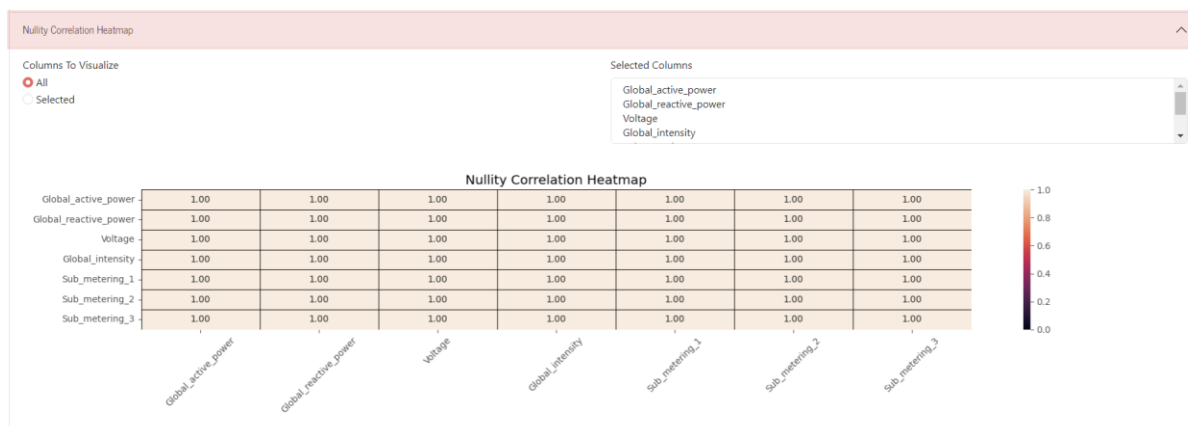 Nullity Correlation Heatmap
Columns To Visualize
All
Selected
Selected Columns
Global_active_power
Global_reactive_power
Voltage
Global_intensity
Nullity Correlation Heatmap
Global_active_power 1.00 1.00 1.00 1.00 1.00 1.00 1.00
Global_reactive_power 1.00 1.00 1.00 1.00 1.00 1.00 1.00
Voltage 1.00 1.00 1.00 1.00 1.00 1.00 1.00
Global_intensity 1.00 1.00 1.00 1.00 1.00 1.00 1.00
Sub_metering_1 1.00 1.00 1.00 1.00 1.00 1.00 1.00
Sub_metering_2 1.00 1.00 1.00 1.00 1.00 1.00 1.00
Sub_metering_3 1.00 1.00 1.00 1.00 1.00 1.00 1.00
Global_active_power Global_reactive_power Voltage Global_intensity Sub_metering_1 Sub_metering_2 Sub_metering_3
1.0
0.8
0.6
0.4
0.2
0.0